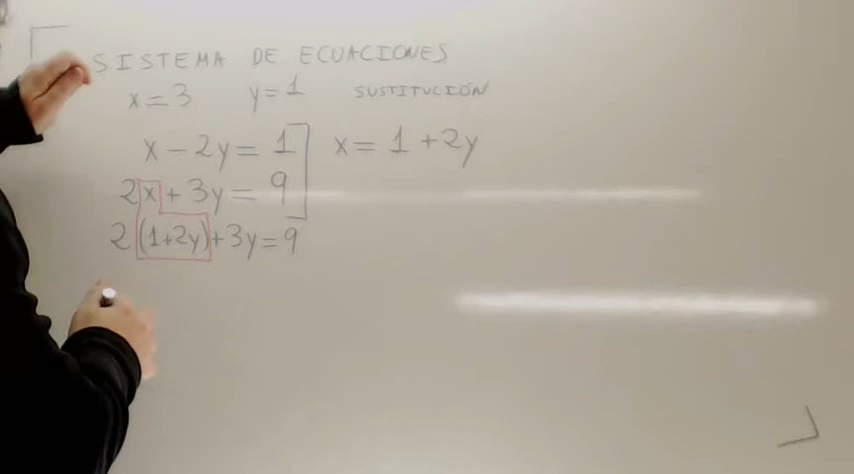 SISTEMA DE ECUACIONES
x=3 y=1 SUSTITUCIÓN
x-2y=1 x=1+2y
2x+3y=9
2(1+2y)+3y=9